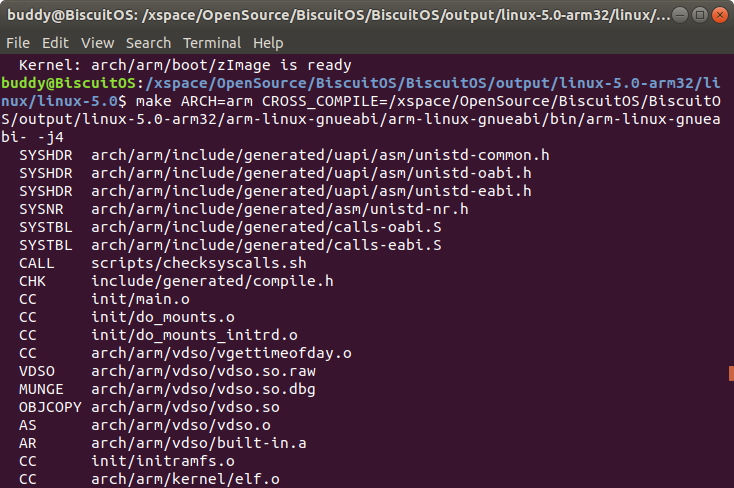 buddy@BiscuitOS: /xspace/OpenSource/BiscuitOS/BiscuitOS/output/linux-5.0-arm32/linux/...
File Edit View Search Terminal Help
  Kernel: arch/arm/boot/zImage is ready
buddy@BiscuitOS:/xspace/OpenSource/BiscuitOS/BiscuitOS/output/linux-5.0-arm32/li
nux/linux-5.0$ make ARCH=arm CROSS_COMPILE=/xspace/OpenSource/BiscuitOS/BiscuitO
S/output/linux-5.0-arm32/arm-linux-gnueabi/arm-linux-gnueabi/bin/arm-linux-gnuea
bi- -j4
  SYSHDR  arch/arm/include/generated/uapi/asm/unistd-common.h
  SYSHDR  arch/arm/include/generated/uapi/asm/unistd-oabi.h
  SYSHDR  arch/arm/include/generated/uapi/asm/unistd-eabi.h
  SYSNR   arch/arm/include/generated/asm/unistd-nr.h
  SYSTBL  arch/arm/include/generated/calls-oabi.S
  SYSTBL  arch/arm/include/generated/calls-eabi.S
  CALL    scripts/checksyscalls.sh
  CHK     include/generated/compile.h
  CC      init/main.o
  CC      init/do_mounts.o
  CC      init/do_mounts_initrd.o
  CC      arch/arm/vdso/vgettimeofday.o
  VDSO    arch/arm/vdso/vdso.so.raw
  MUNGE   arch/arm/vdso/vdso.so.dbg
  OBJCOPY arch/arm/vdso/vdso.so
  AS      arch/arm/vdso/vdso.o
  AR      arch/arm/vdso/built-in.a
  CC      init/initramfs.o
  CC      arch/arm/kernel/elf.o